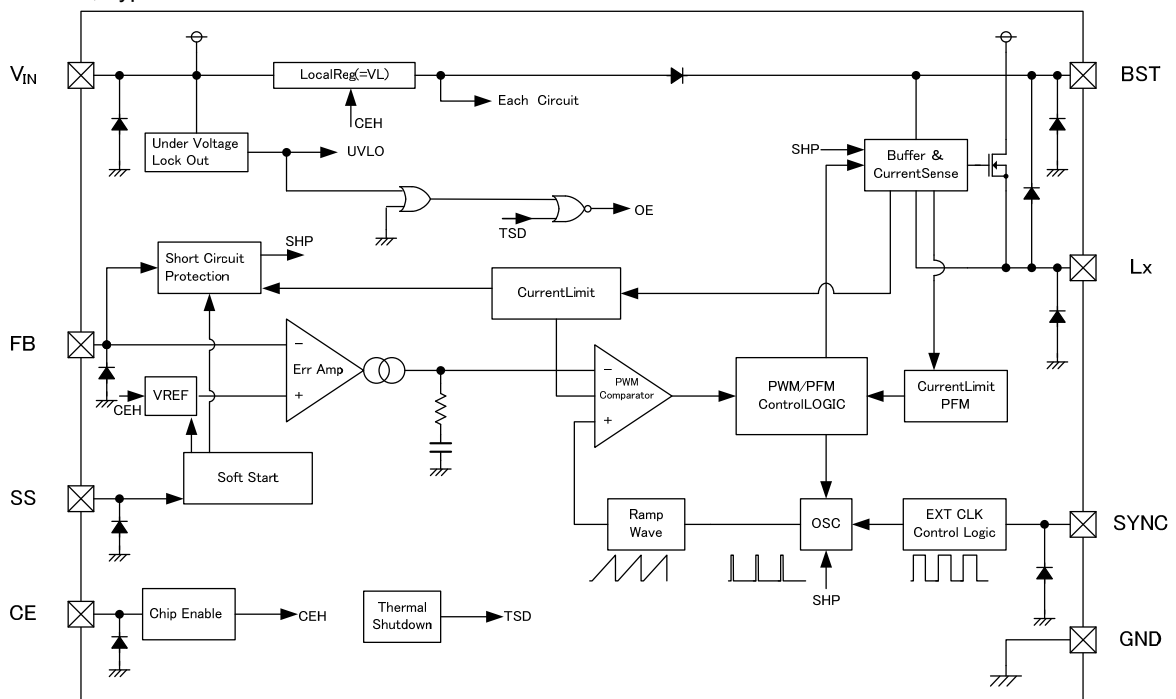 V_IN
LocalReg(=VL)
BST
Each Circuit
CEH
Under Voltage
Lock Out
UVLO
SHP
Buffer &
CurrentSense
OE
TSD
SHP
Short Circuit
Protection
Lx
CurrentLimit
FB
−
Err Amp
+
CEH
VREF
−
PWM
Comparator
+
PWM/PFM
ControlLOGIC
CurrentLimit
PFM
Soft Start
SS
Ramp
Wave
OSC
EXT CLK
Control Logic
SYNC
SHP
CE
Chip Enable
CEH
Thermal
Shutdown
TSD
GND